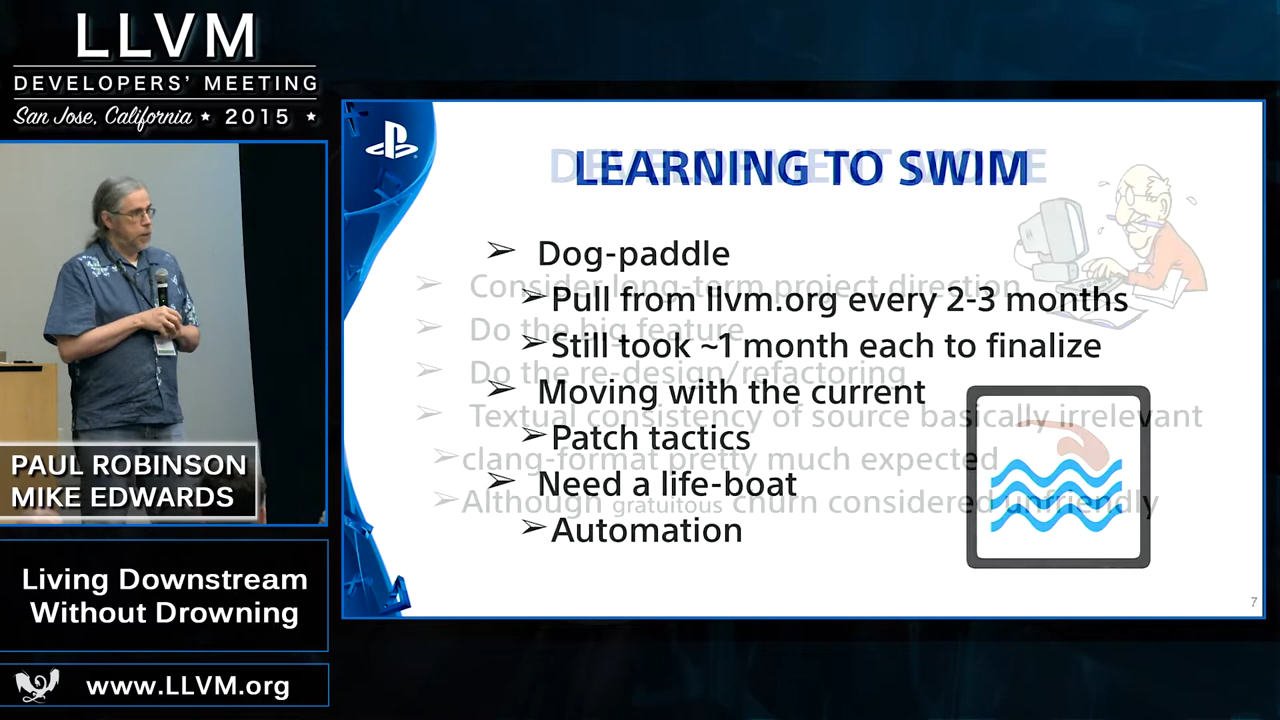 LLVM
DEVELOPERS' MEETING
San Jose, California ★ 2015 ★
PAUL ROBINSON
MIKE EDWARDS
Living Downstream
Without Drowning
www.LLVM.org
LEARNING TO SWIM
➢ Dog-paddle
➢Pull from llvm.org every 2-3 months
➢Still took ~1 month each to finalize
➢ Moving with the current
➢Patch tactics
➢ Need a life-boat
➢Automation
DEVELOPMENT MODE
➢ Consider long-term project direction
➢ Do the big feature
➢ Do the re-design/refactoring
➢ Textual consistency of source basically irrelevant
➢clang-format pretty much expected
➢Although gratuitous churn considered unfriendly
7